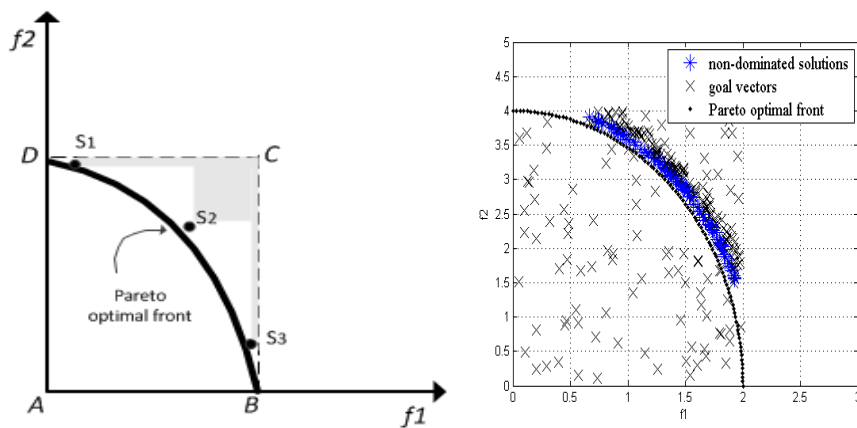 f2
D
S1
C
S2
Pareto
optimal front
S3
A
B
f1
5
4.5
4
3.5
3
2.5
2
1.5
1
0.5
0
f2
non-dominated solutions
goal vectors
Pareto optimal front
0
0.5
1
1.5
2
2.5
3
f1